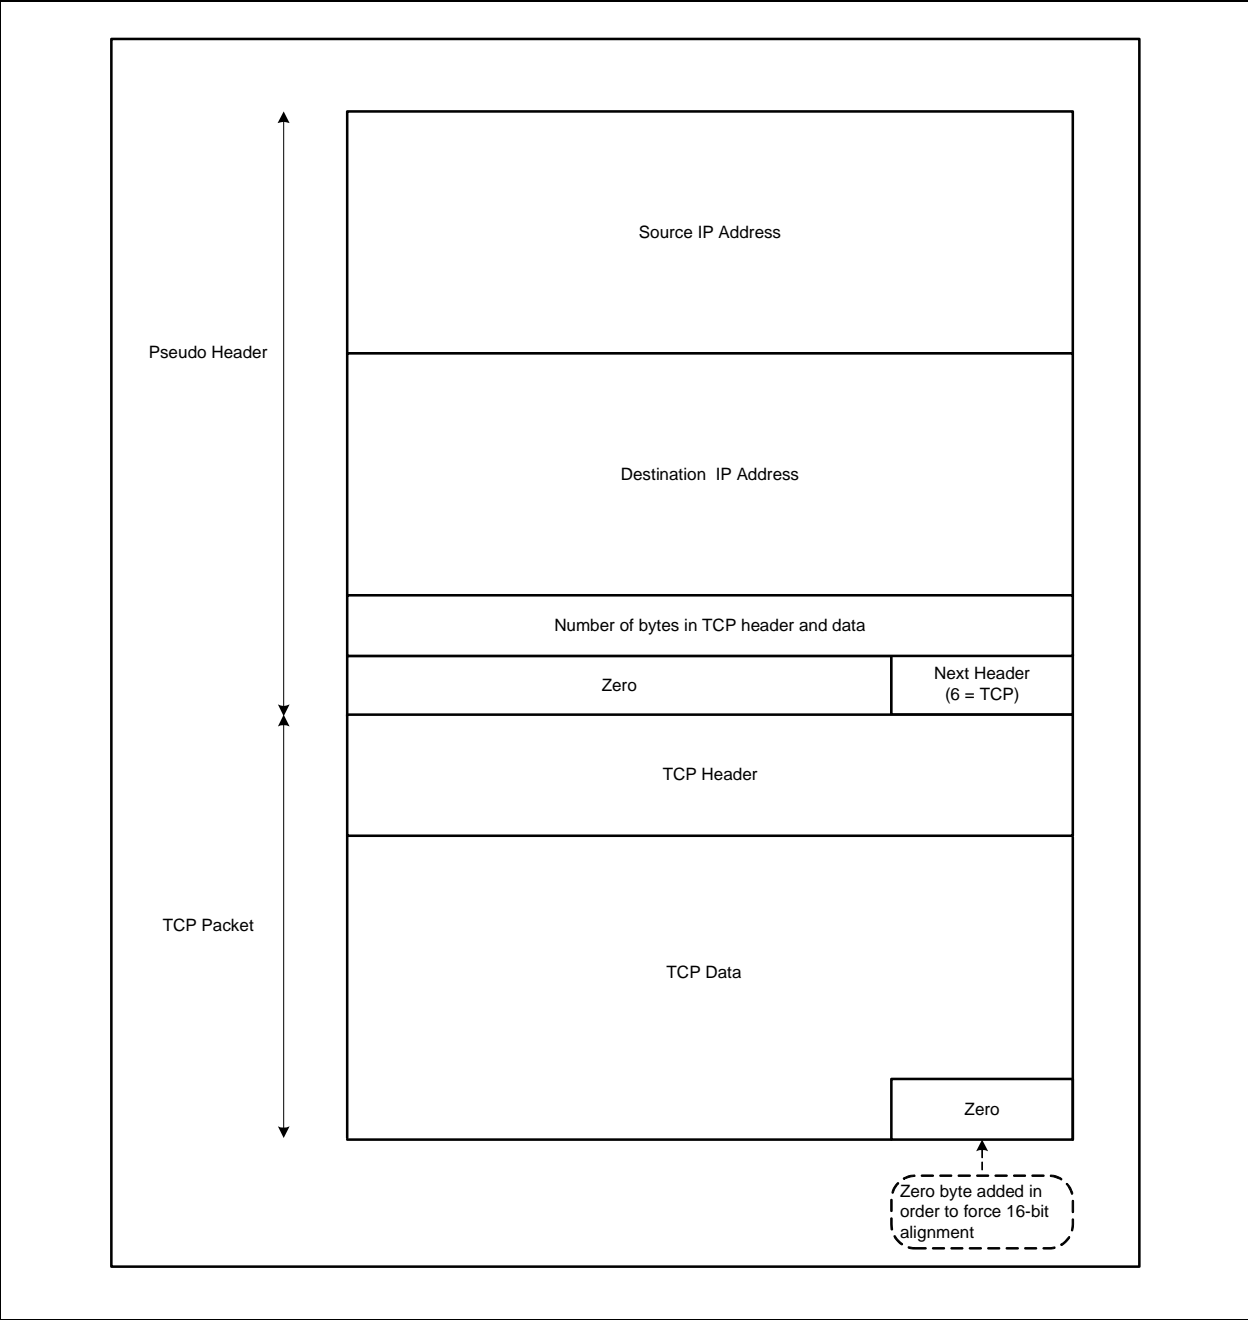 Source IP Address
Pseudo Header
Destination  IP Address
Number of bytes in TCP header and data
Zero
Next Header
(6 = TCP)
TCP Header
TCP Packet
TCP Data
Zero
Zero byte added in
order to force 16-bit
alignment